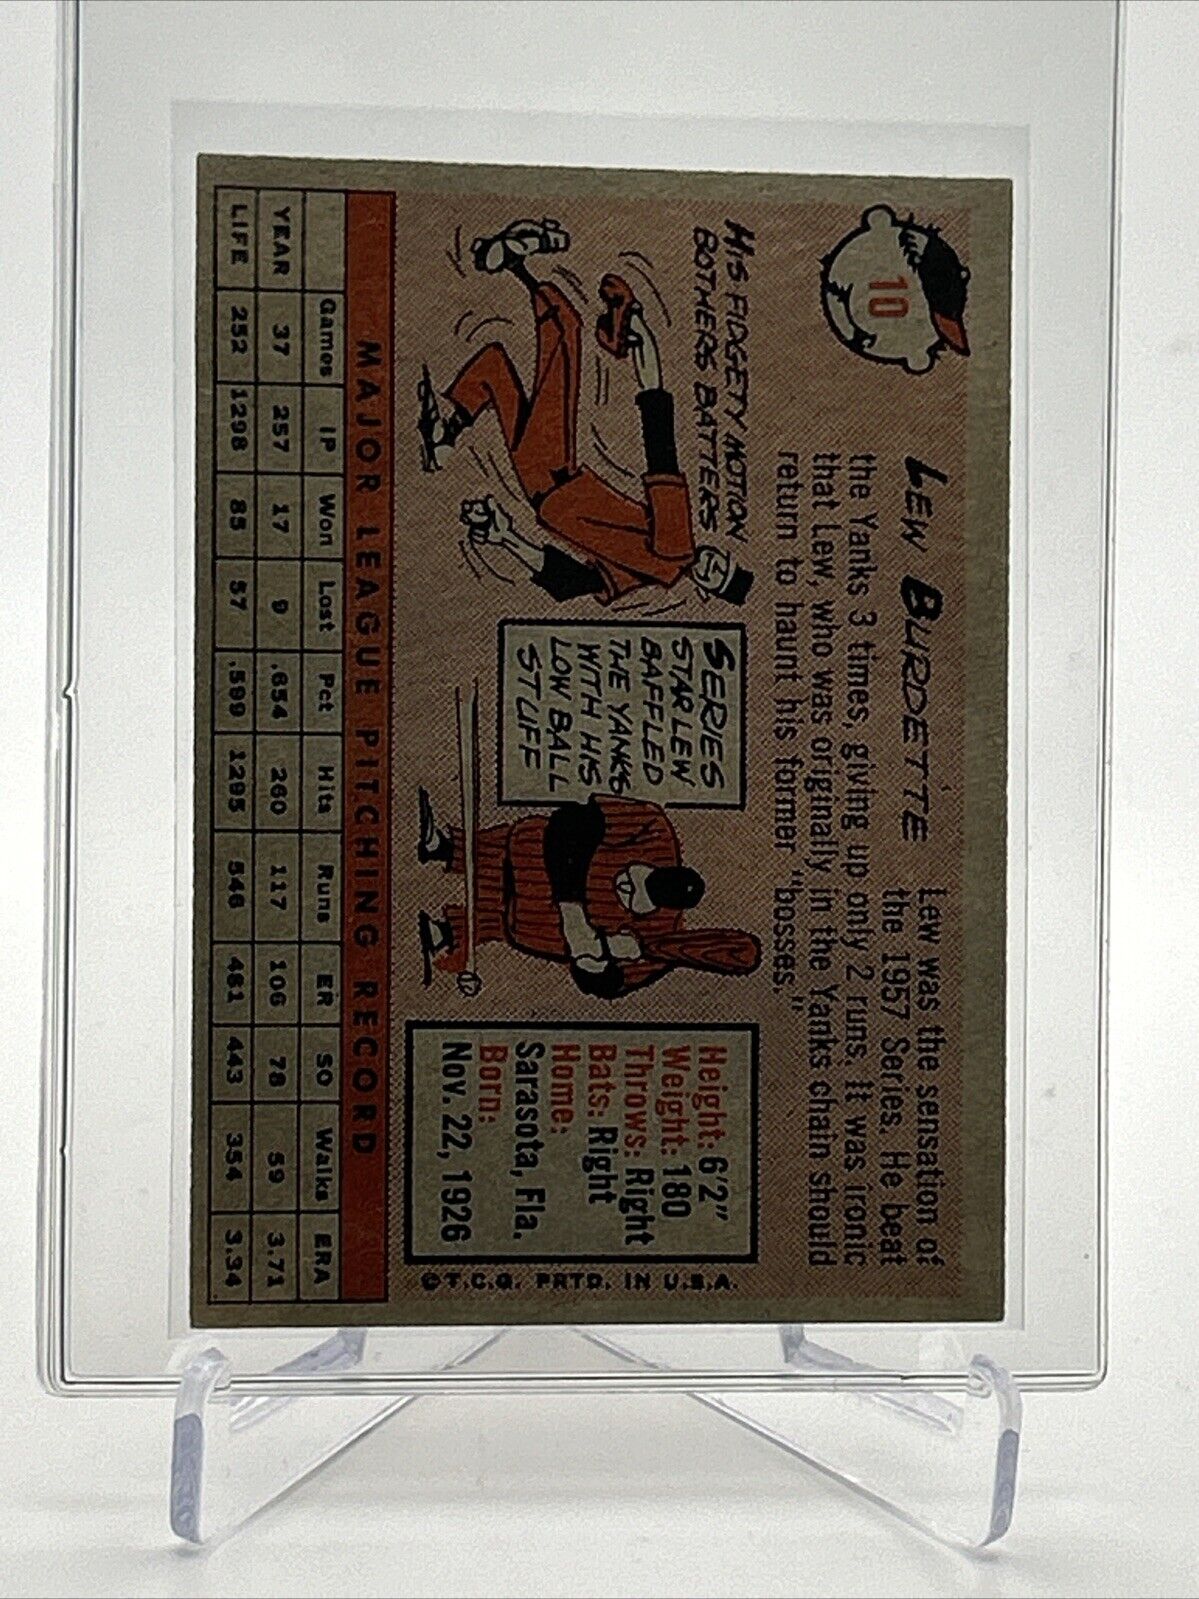 10
LEW BURDETTE
Lew was the sensation of
the 1957 Series. He beat
the Yanks 3 times, giving up only 2 runs. It was ironic
that Lew, who was originally in the Yanks chain should
return to haunt his former "bosses."
HIS FIDGETY MOTION
BOTHERS BATTERS
SERIES
STAR LEW
BAFFLED
THE YANKS
WITH HIS
LOW BALL
STUFF
Height: 6'2"
Weight: 180
Throws: Right
Bats: Right
Home:
Sarasota, Fla.
Born:
Nov. 22, 1926
© T.C.G. PRTD. IN U.S.A.
MAJOR LEAGUE PITCHING RECORD
Games IP Won Lost Pct Hits Runs ER SO Walks ERA
YEAR 37 257 17 9 .654 260 117 106 78 59 3.71
LIFE 252 1298 85 57 .599 1295 546 481 443 354 3.34